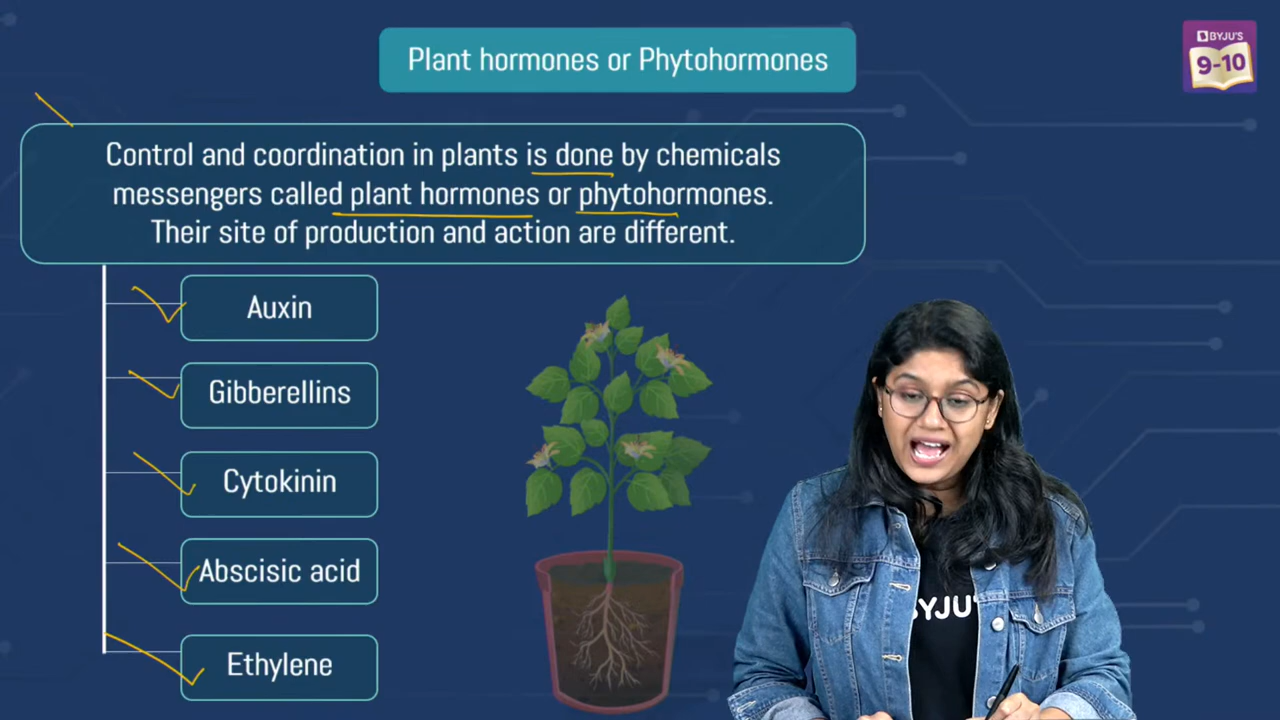 Plant hormones or Phytohormones
BYJU'S
9-10
Control and coordination in plants is done by chemicals
messengers called plant hormones or phytohormones.
Their site of production and action are different.
Auxin
Gibberellins
Cytokinin
Abscisic acid
Ethylene
BYJU'